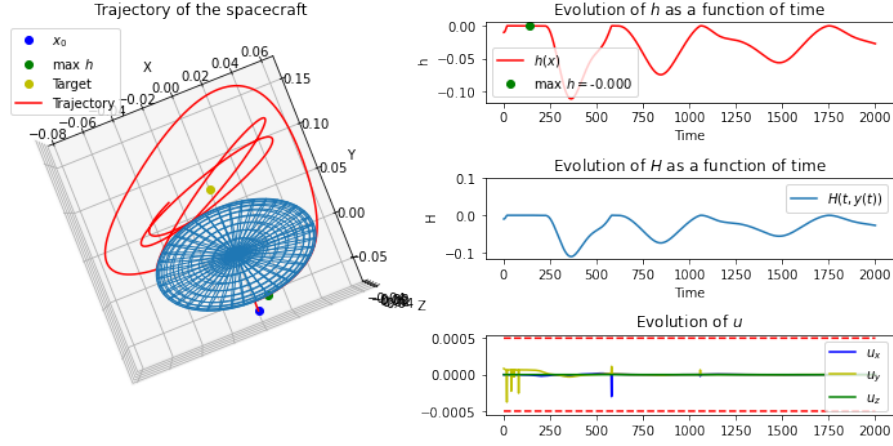 Trajectory of the spacecraft
x₀
max h
Target
Trajectory
X
−0.08
−0.06
−0.02
0.00
0.02
0.04
0.06
0.15
0.10
Y
0.05
0.00
−0.05
Z
Evolution of h as a function of time
h
0.00
−0.05
−0.10
h(x)
max h = -0.000
0 250 500 750 1000 1250 1500 1750 2000
Time
Evolution of H as a function of time
H
0.1
0.0
−0.1
H(t, y(t))
0 250 500 750 1000 1250 1500 1750 2000
Time
Evolution of u
0.0005
0.0000
−0.0005
uₓ
u_y
u_z
0 250 500 750 1000 1250 1500 1750 2000